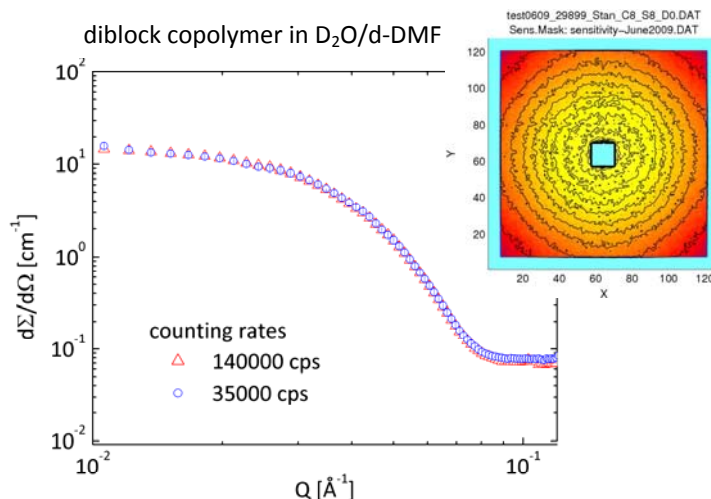 diblock copolymer in D₂O/d-DMF
test0609_29899_Stan_C8_S8_D0.DAT
Sens.Mask: sensitivity-June2009.DAT
120
100
80
60
40
20
Y
20 40 60 80 100 120
X
10²
10¹
10⁰
10⁻¹
10⁻²
dΣ/dΩ [cm⁻¹]
counting rates
140000 cps
35000 cps
10⁻² 10⁻¹
Q [Å⁻¹]